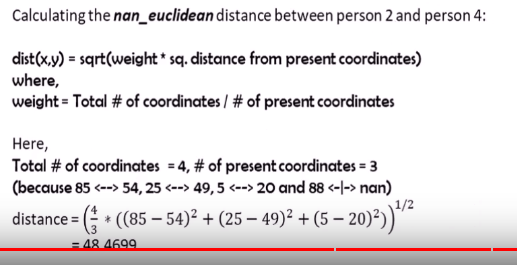 Calculating the nan_euclidean distance between person 2 and person 4:
dist(x,y) = sqrt(weight * sq. distance from present coordinates)
where,
weight = Total # of coordinates / # of present coordinates
Here,
Total # of coordinates = 4, # of present coordinates = 3
(because 85 <--> 54, 25 <--> 49, 5 <--> 20 and 88 <-|-> nan)
distance = (4/3 * ((85 − 54)² + (25 − 49)² + (5 − 20)²))^1/2
= 48.4699